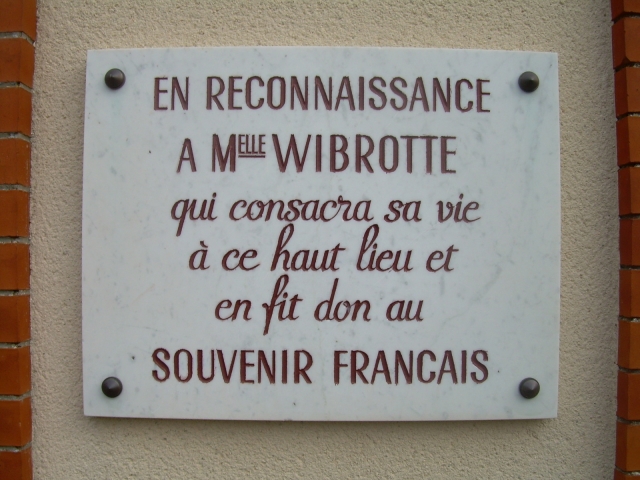 EN RECONNAISSANCE
A MELLE WIBROTTE
qui consacra sa vie
à ce haut lieu et
en fit don au
SOUVENIR FRANCAIS